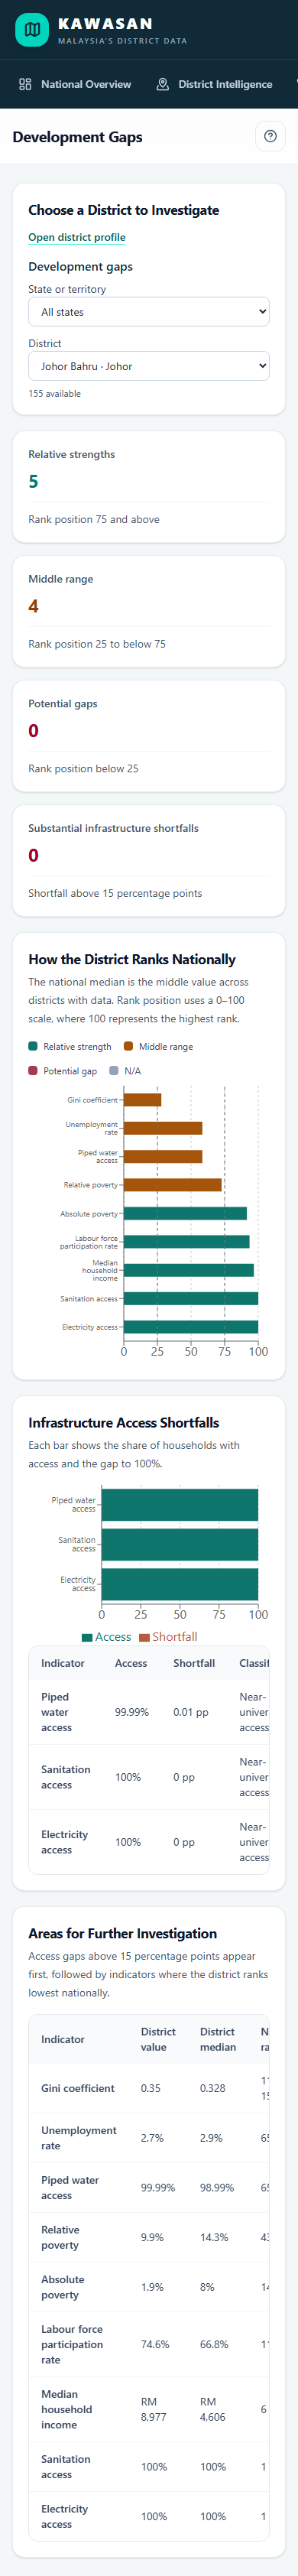 KAWASAN
MALAYSIA'S DISTRICT DATA
National Overview
District Intelligence
Development Gaps
Choose a District to Investigate
Open district profile
Development gaps
State or territory
All states
District
Johor Bahru · Johor
155 available
Relative strengths
5
Rank position 75 and above
Middle range
4
Rank position 25 to below 75
Potential gaps
0
Rank position below 25
Substantial infrastructure shortfalls
0
Shortfall above 15 percentage points
How the District Ranks Nationally
The national median is the middle value across
districts with data. Rank position uses a 0–100
scale, where 100 represents the highest rank.
Relative strength Middle range
Potential gap N/A
Gini coefficient
Unemployment
rate
Piped water
access
Relative poverty
Absolute poverty
Labour force
participation rate
Median
household
income
Sanitation access
Electricity access
0 25 50 75 100
Infrastructure Access Shortfalls
Each bar shows the share of households with
access and the gap to 100%.
Piped water
access
Sanitation
access
Electricity
access
0 25 50 75 100
Access Shortfall
Indicator Access Shortfall
Piped
water
access
99.99% 0.01 pp
Near-
access
Sanitation
access
100% 0 pp
Near-
access
Electricity
access
100% 0 pp
Near-
access
Areas for Further Investigation
Access gaps above 15 percentage points appear
first, followed by indicators where the district ranks
lowest nationally.
Indicator
District
value
District
median
Gini coefficient 0.35 0.328
Unemployment
rate
2.7% 2.9%
Piped water
access
99.99% 98.99%
Relative
poverty
9.9% 14.3%
Absolute
poverty
1.9% 8%
Labour force
participation
rate
74.6% 66.8%
Median
household
income
RM
8,977
RM
4,606
6
Sanitation
access
100% 100% 1
Electricity
access
100% 100% 1